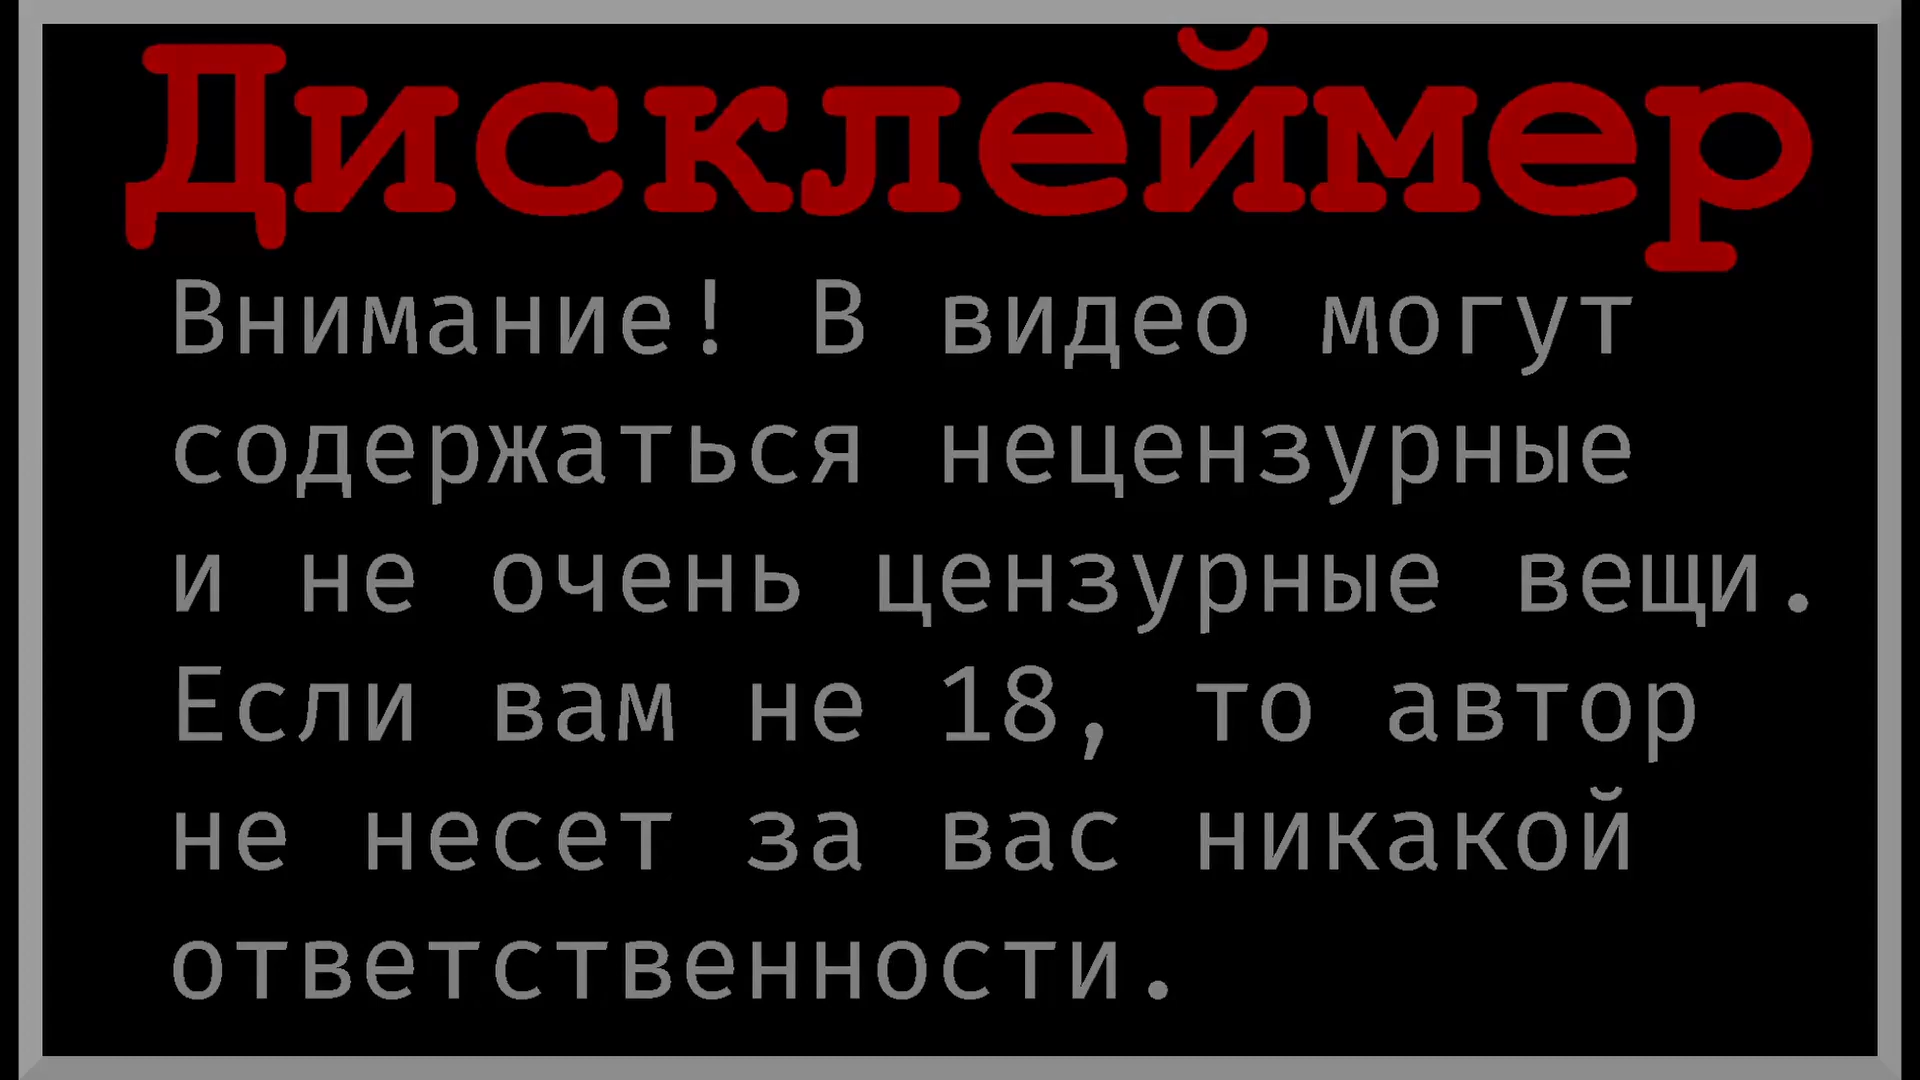 Дисклеймер
Внимание! В видео могут
содержаться нецензурные
и не очень цензурные вещи.
Если вам не 18, то автор
не несет за вас никакой
ответственности.